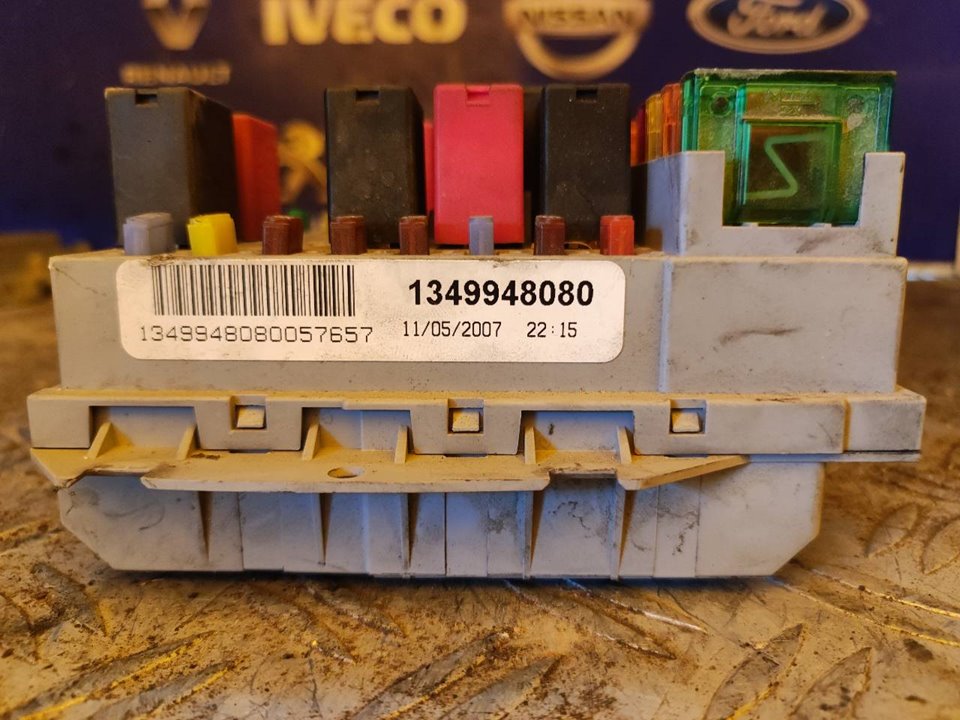 IVECO
NISSAN
Ford
RENAULT
1349948080
1349948080057657 11/05/2007 22:15